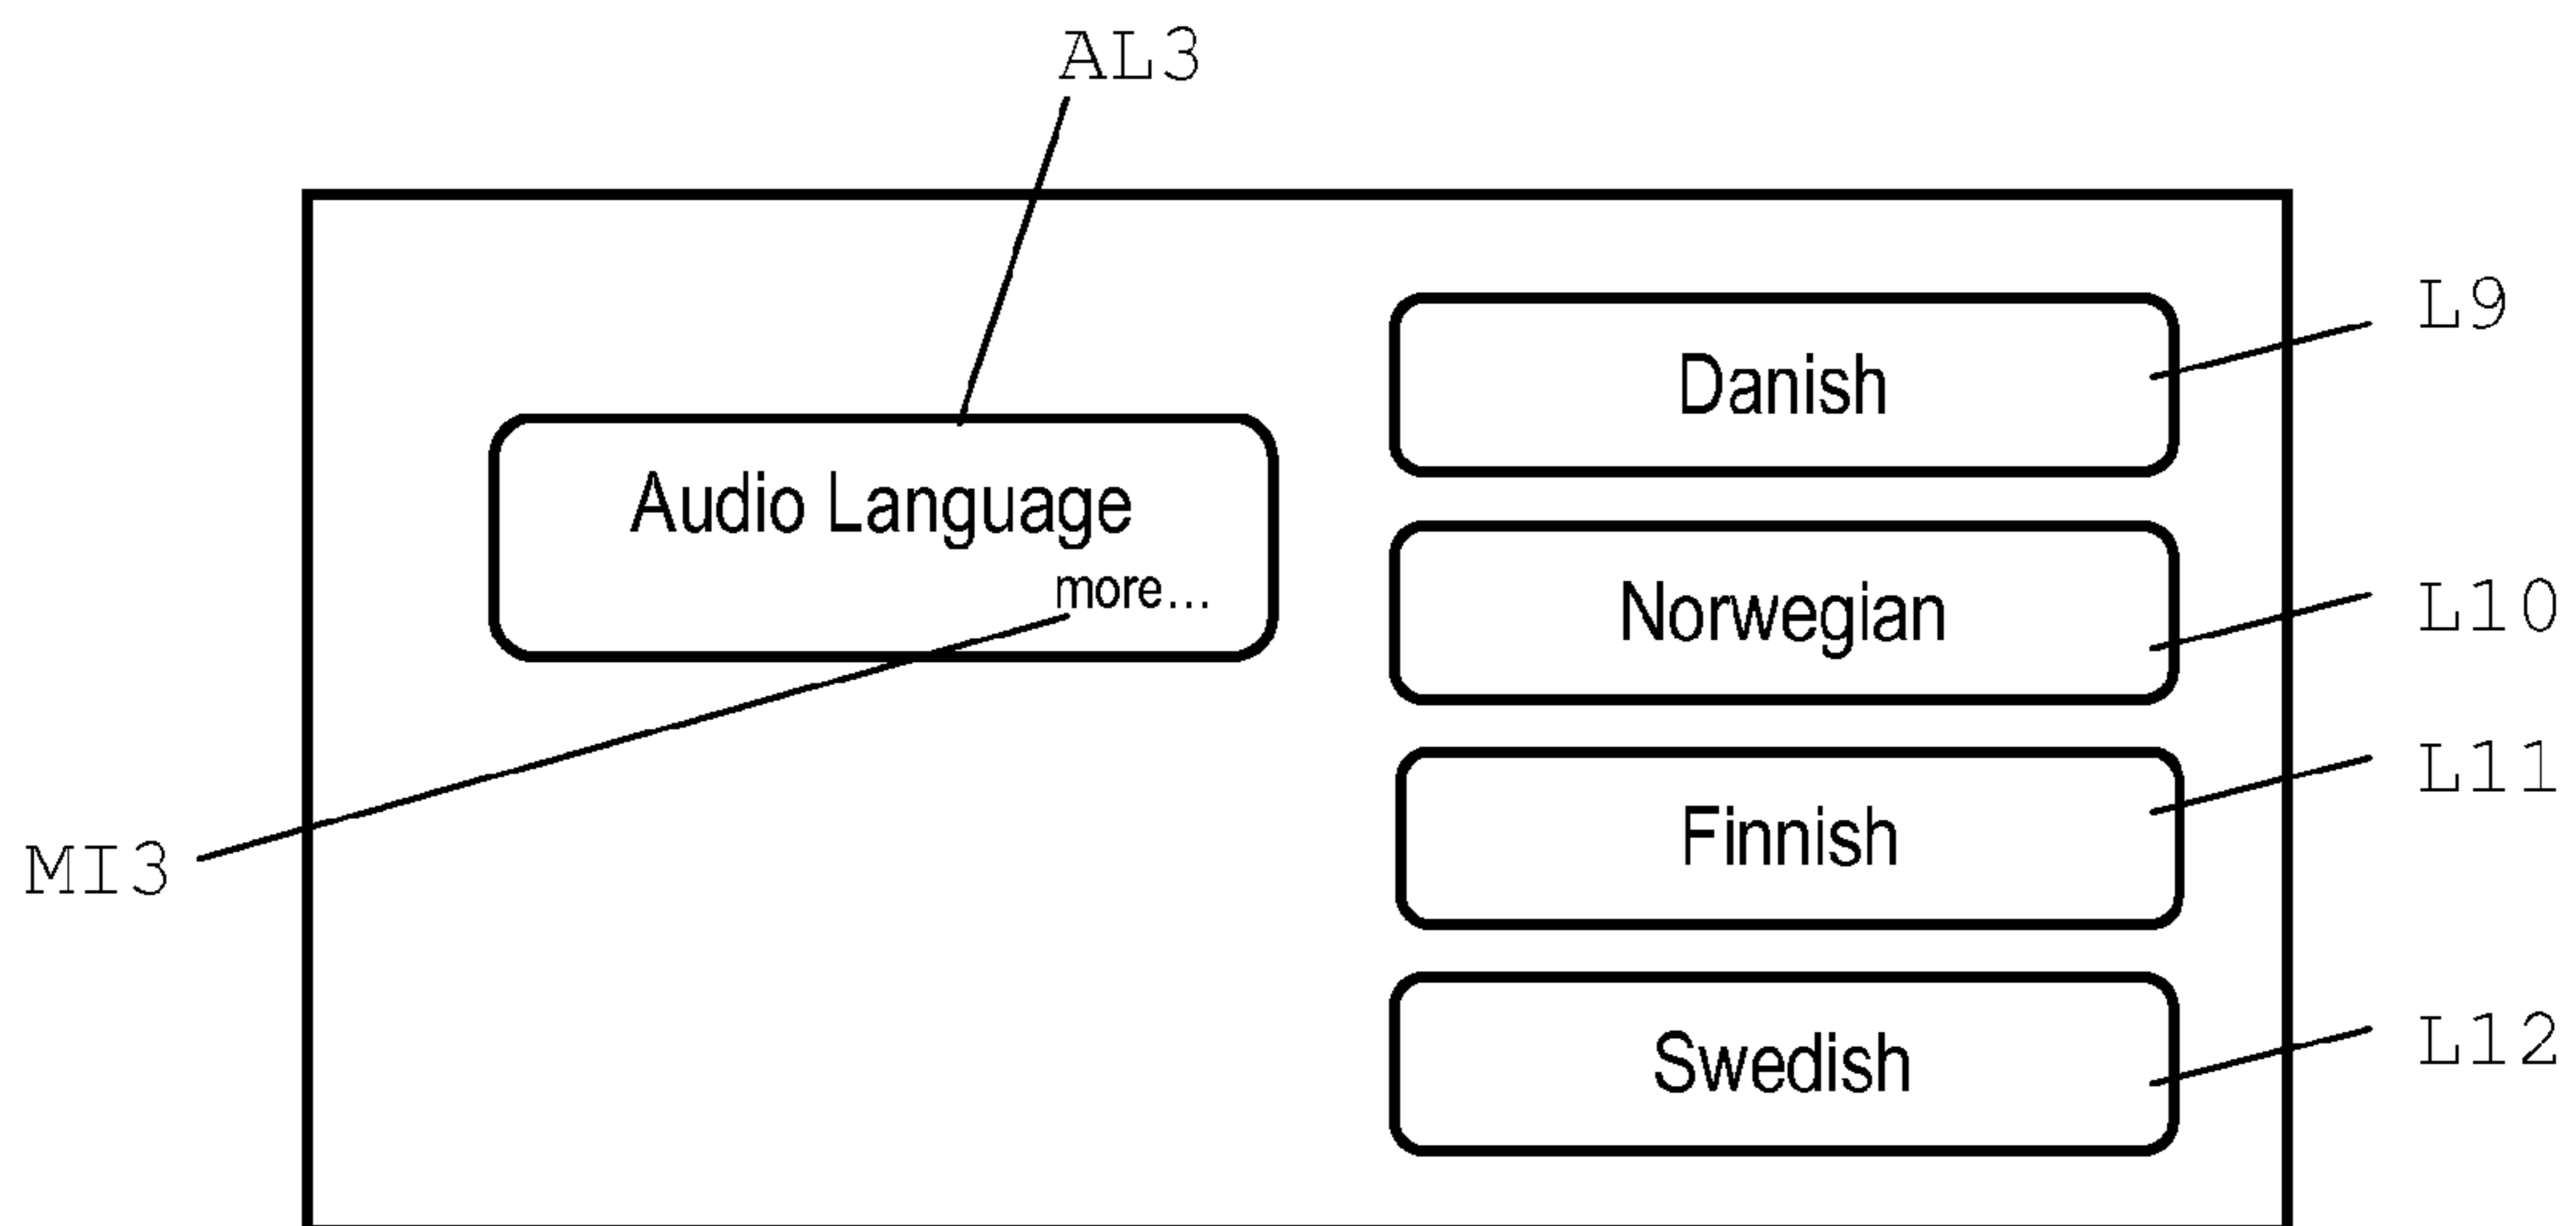 AL3
L9
Danish
Audio Language
more...
L10
Norwegian
L11
Finnish
MI3
L12
Swedish